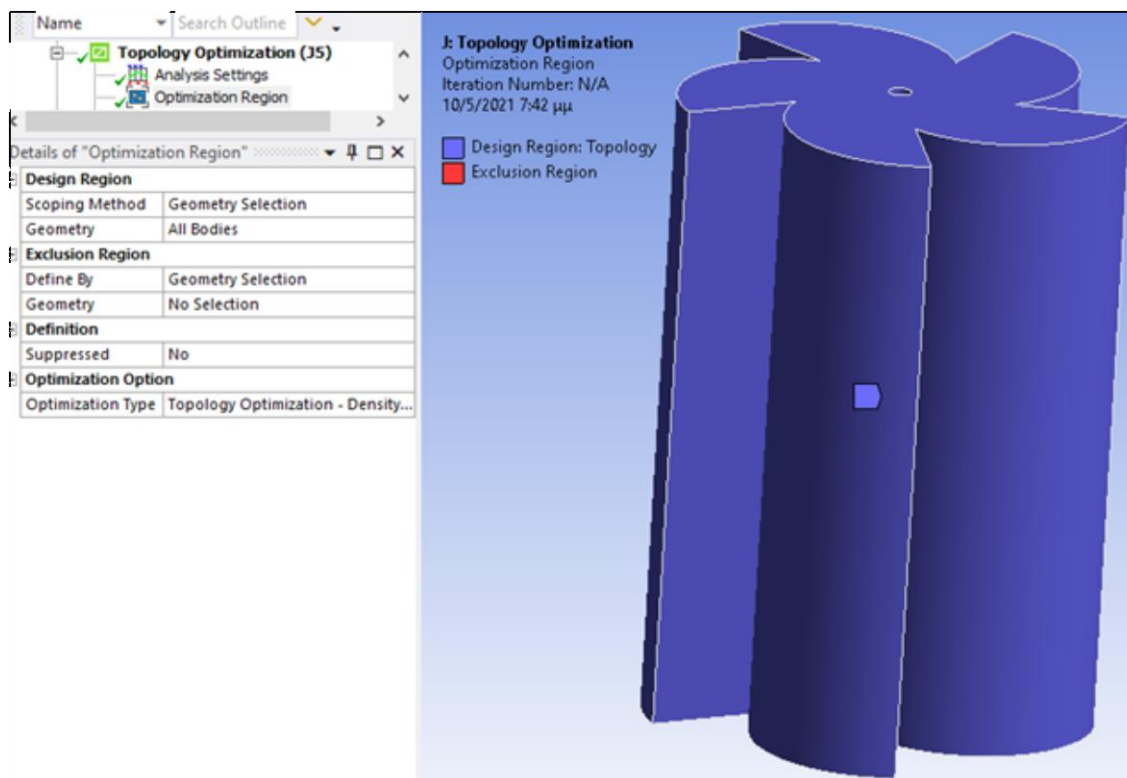 Name Search Outline
Topology Optimization (J5)
Analysis Settings
Optimization Region
Details of "Optimization Region"
Design Region
Scoping Method Geometry Selection
Geometry All Bodies
Exclusion Region
Define By Geometry Selection
Geometry No Selection
Definition
Suppressed No
Optimization Option
Optimization Type Topology Optimization - Density...
J: Topology Optimization
Optimization Region
Iteration Number: N/A
10/5/2021 7:42 μμ
Design Region: Topology
Exclusion Region